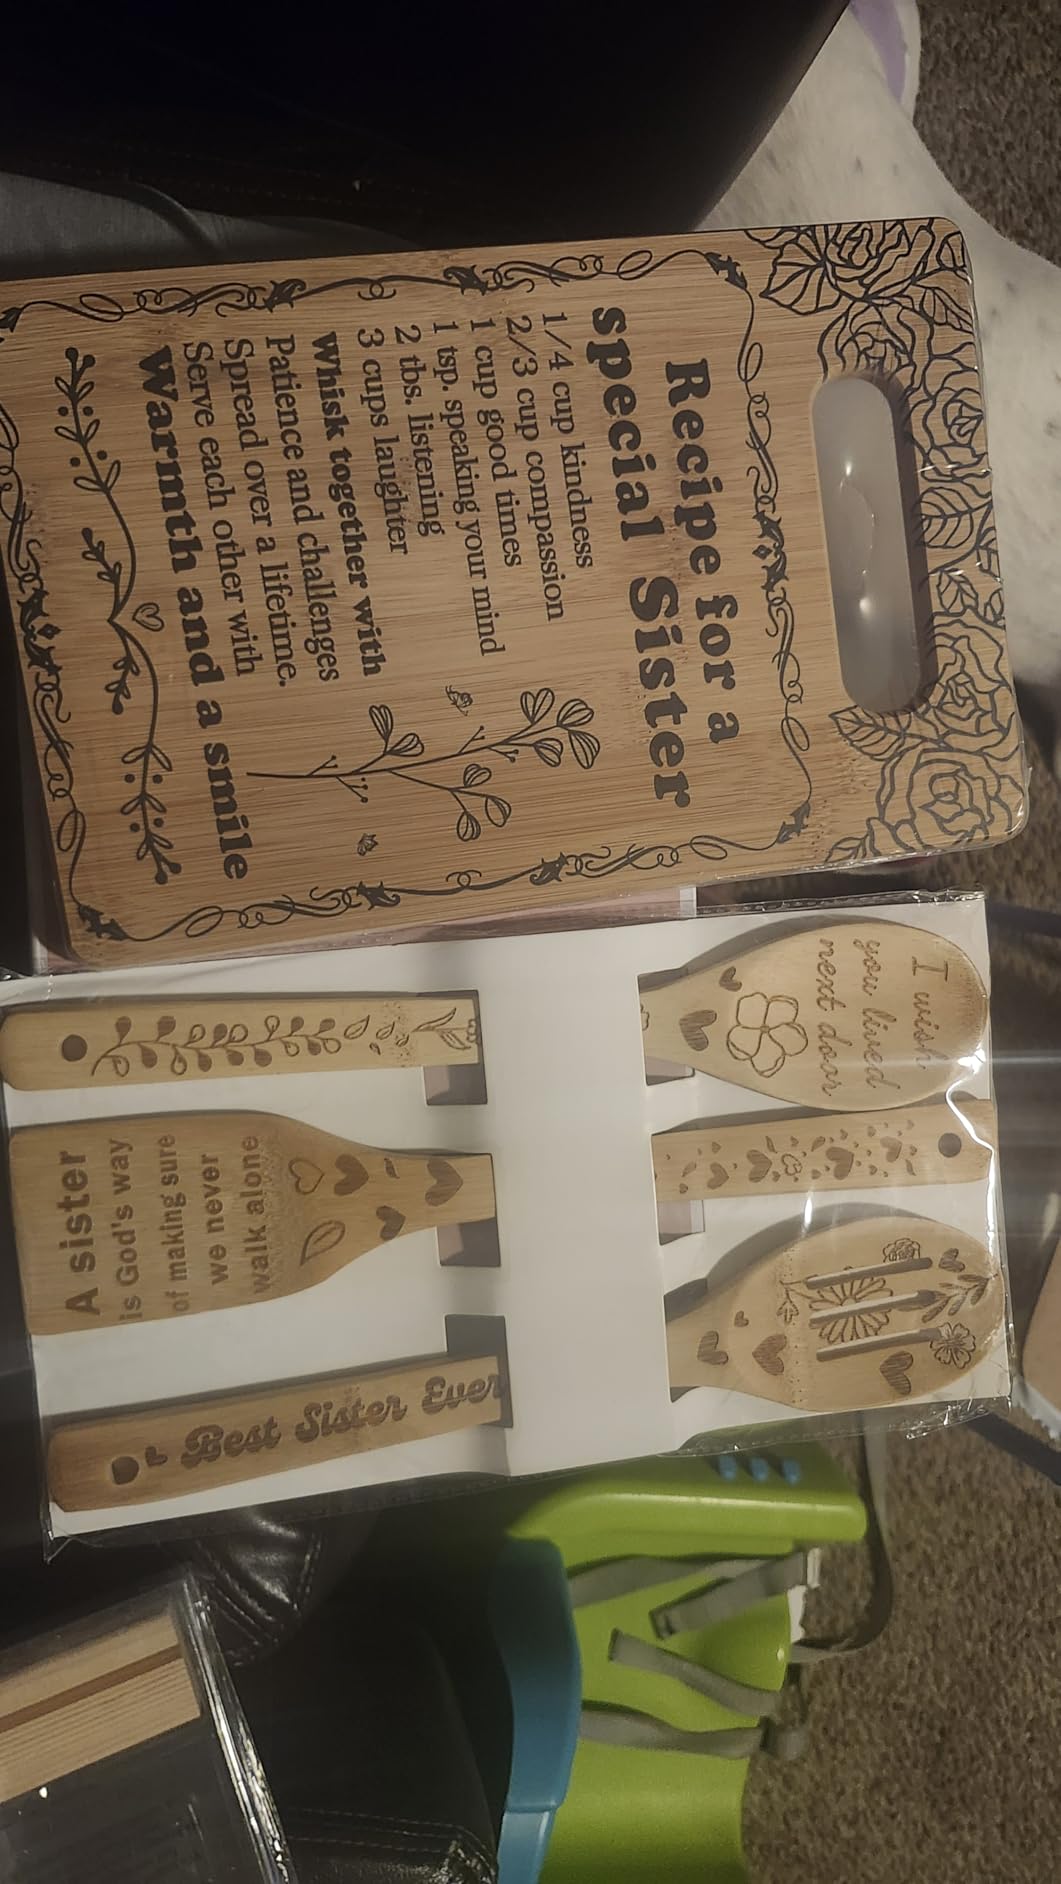 Recipe for a
special Sister
1/4 cup kindness
2/3 cup compassion
1 cup good times
1 tsp. speaking your mind
2 tbs. listening
3 cups laughter
Whisk together with
Patience and challenges
Spread over a lifetime.
Serve each other with
Warmth and a smile
I wish
you lived
next door
A sister
is God's way
of making sure
we never
walk alone
Best Sister Ever